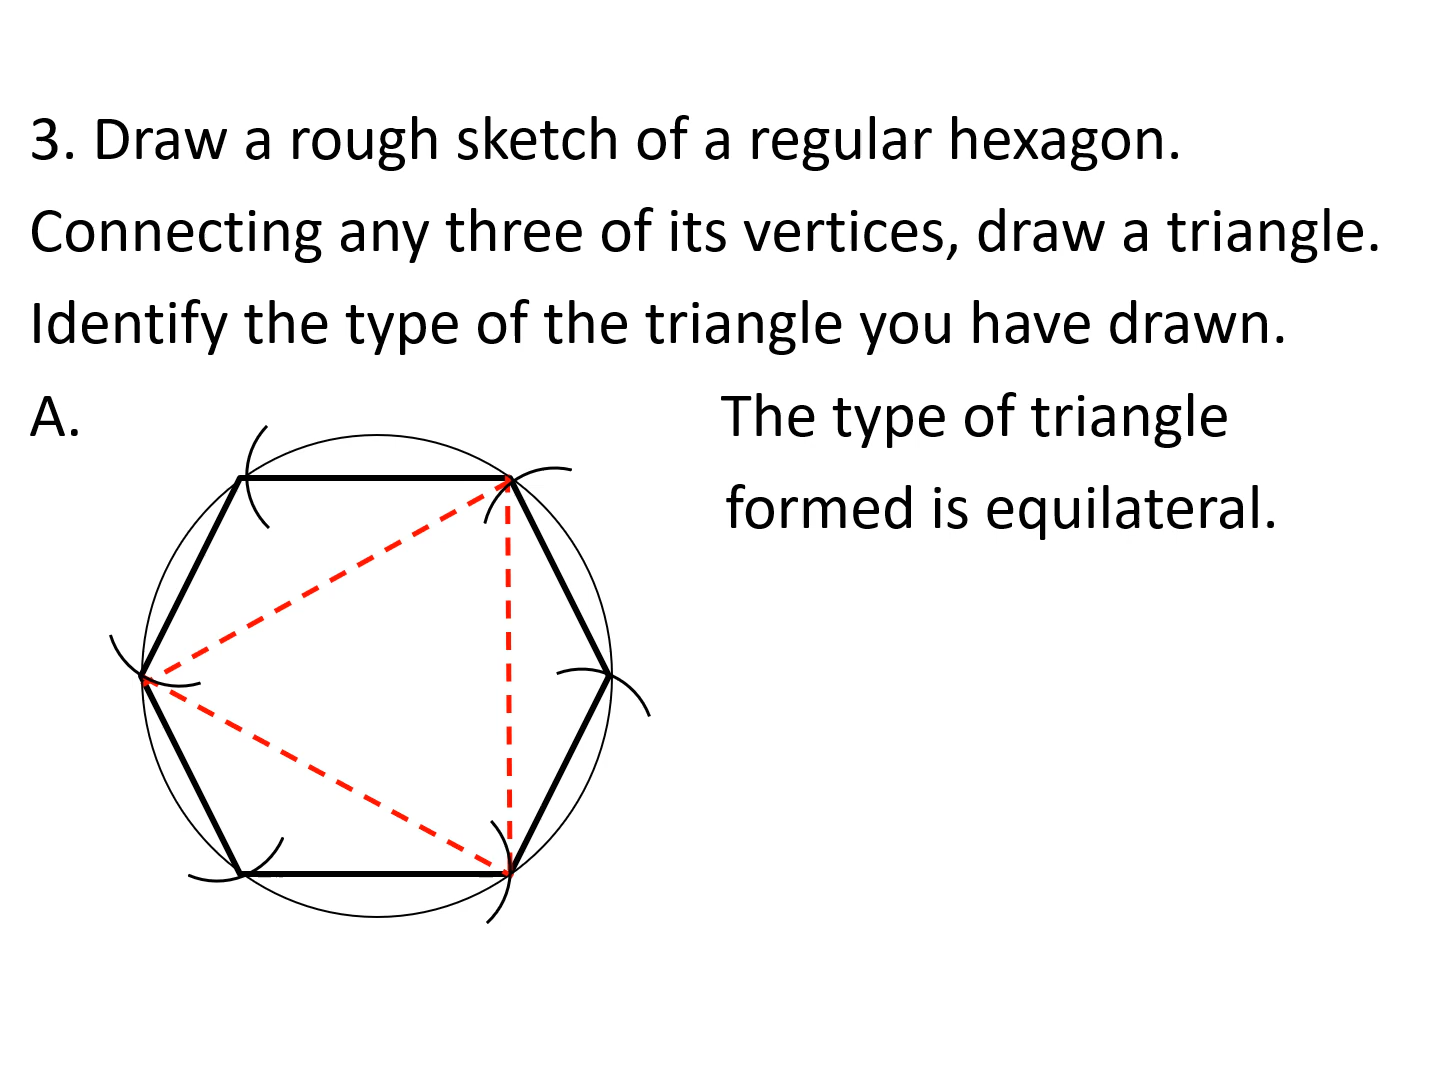 3. Draw a rough sketch of a regular hexagon.
Connecting any three of its vertices, draw a triangle.
Identify the type of the triangle you have drawn.
A. The type of triangle
formed is equilateral.